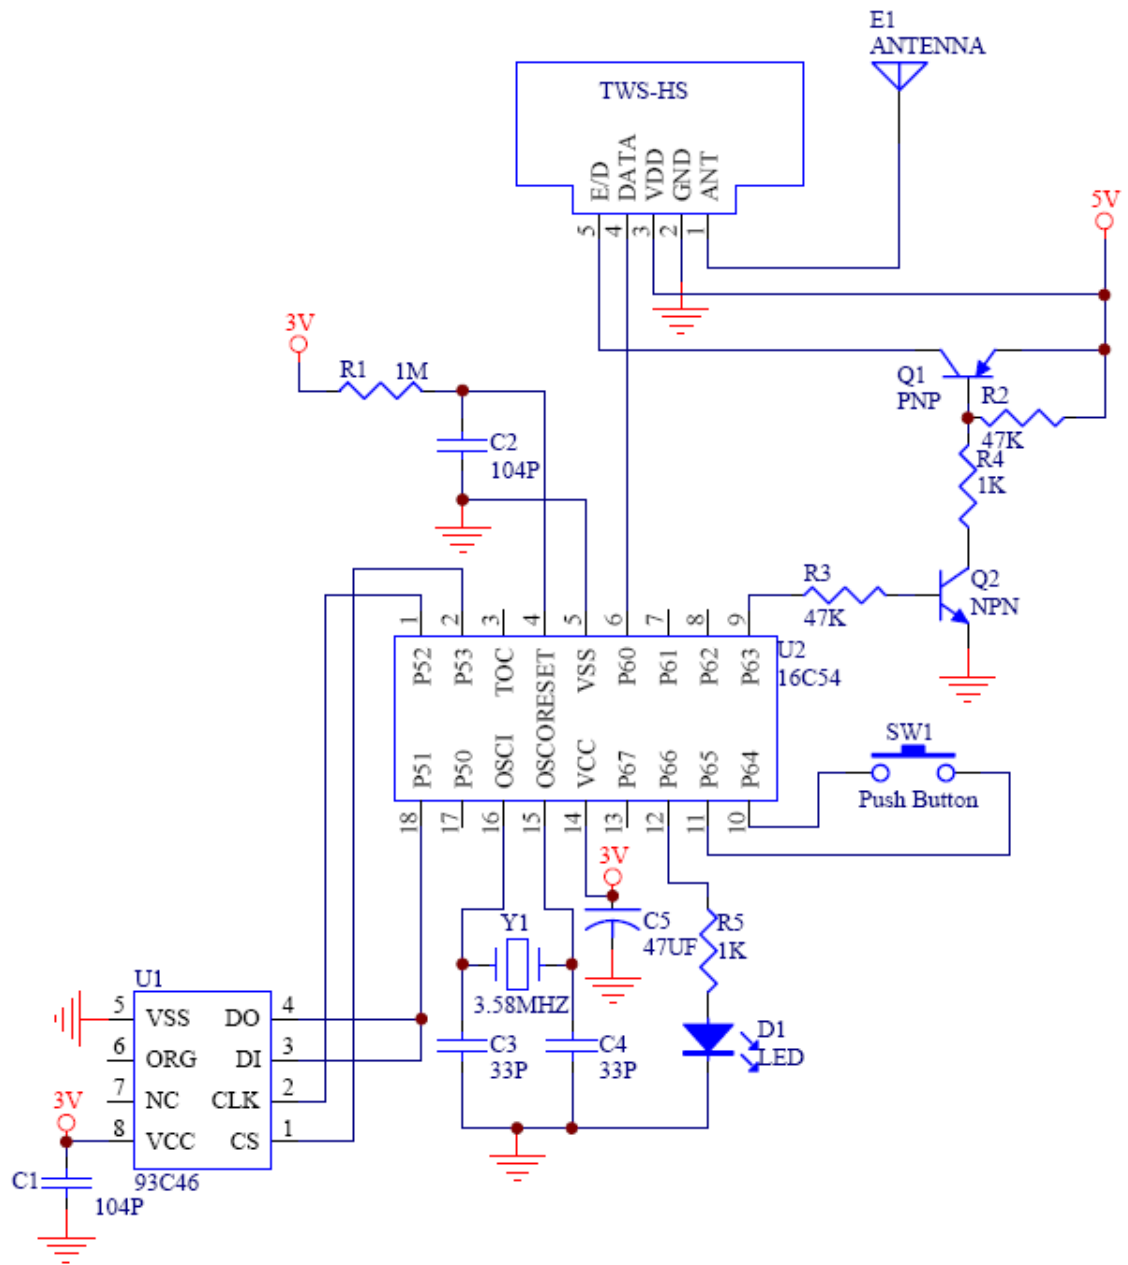 E1
ANTENNA
TWS-HS
E/D
DATA
VDD
GND
ANT
5
4
3
2
1
5V
3V
R1 1M
C2
104P
Q1
PNP
R2
47K
R4
1K
R3
47K
Q2
NPN
1
2
3
4
5
6
7
8
9
P52
P53
TOC
RESET
VSS
P60
P61
P62
P63
U2
16C54
P51
P50
OSCI
OSCO
VCC
P67
P66
P65
P64
18
17
16
15
14
13
12
11
10
SW1
Push Button
3V
C5
47UF
R5
1K
Y1
3.58MHZ
C3
33P
C4
33P
D1
LED
U1
5 VSS DO 4
6 ORG DI 3
7 NC CLK 2
8 VCC CS 1
93C46
3V
C1
104P